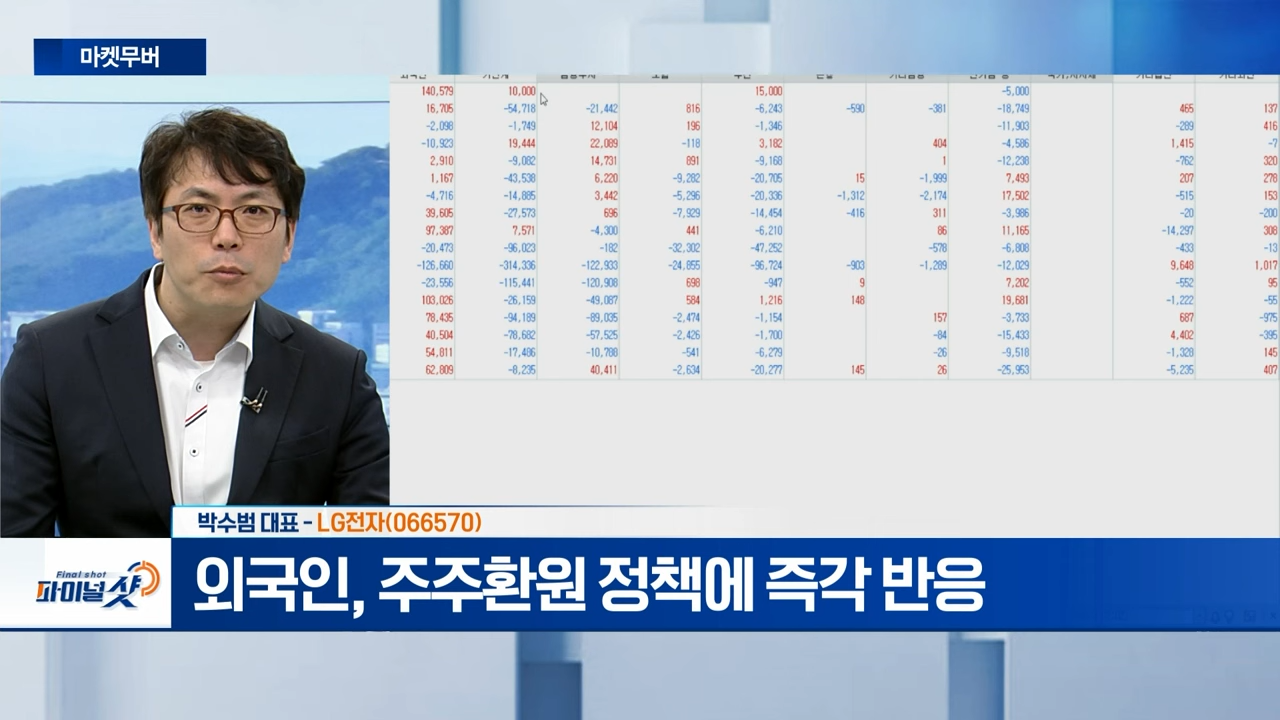 마켓무버
140,579 10,000 15,000 -5,000
16,705 -54,718 -21,442 816 -6,243 -590 -381 -18,749 465 137
-2,098 -1,749 12,104 196 -1,346 -11,903 -289 416
-10,923 19,444 22,089 -118 3,182 404 -4,586 1,415 -7
2,910 -9,082 14,731 891 -9,168 1 -12,238 -762 320
1,167 -43,538 6,220 -9,282 -20,705 15 -1,999 7,493 207 278
-4,716 -14,885 3,442 -5,296 -20,336 -1,312 -2,174 17,502 -515 153
39,605 -27,573 696 -7,929 -14,454 -416 311 -3,986 -20 -200
97,387 7,571 -4,300 441 -6,210 86 11,165 -14,297 308
-20,473 -96,023 -182 -32,302 -47,252 -578 -6,808 -433 -13
-126,660 -314,336 -122,933 -24,855 -96,724 -903 -1,289 -12,029 9,648 1,017
-23,556 -115,441 -120,908 698 -947 9 7,202 -552 95
103,026 -26,159 -49,087 584 1,216 148 19,681 -1,222 -55
78,435 -94,189 -89,035 -2,474 -1,154 157 -3,733 687 -975
40,504 -78,682 -57,525 -2,426 -1,700 -84 -15,433 4,402 -395
54,811 -17,486 -10,788 -541 -6,279 -26 -9,518 -1,328 145
62,809 -8,235 40,411 -2,634 -20,277 145 26 -25,953 -5,235 407
박수범 대표 - LG전자(066570)
Final shot
파이널샷
외국인, 주주환원 정책에 즉각 반응